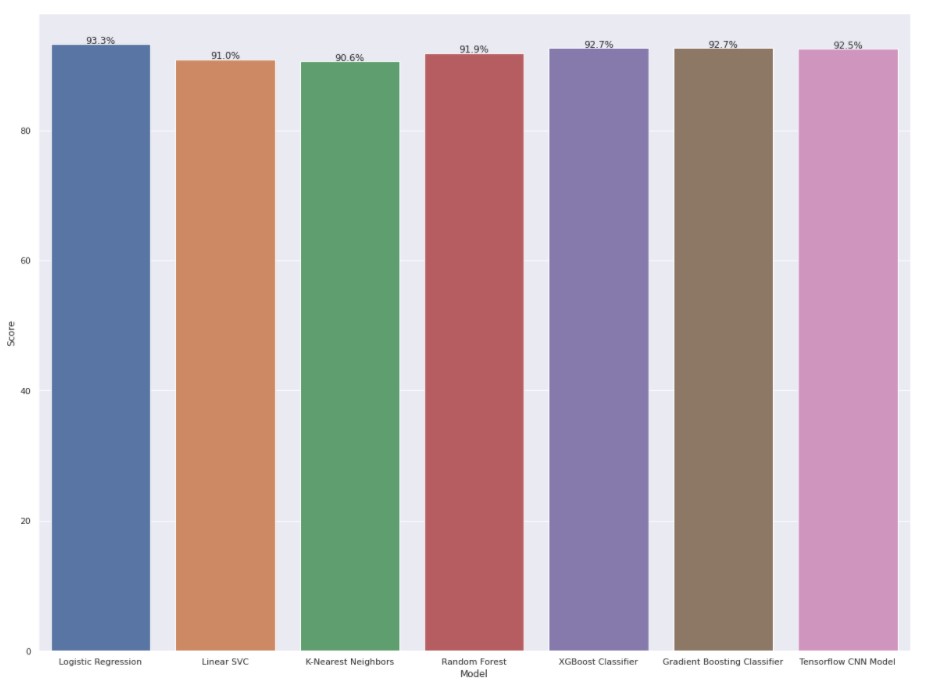 93.3%
91.0%
90.6%
91.9%
92.7%
92.7%
92.5%
80
60
40
20
0
Score
Logistic Regression
Linear SVC
K-Nearest Neighbors
Random Forest
XGBoost Classifier
Gradient Boosting Classifier
Tensorflow CNN Model
Model